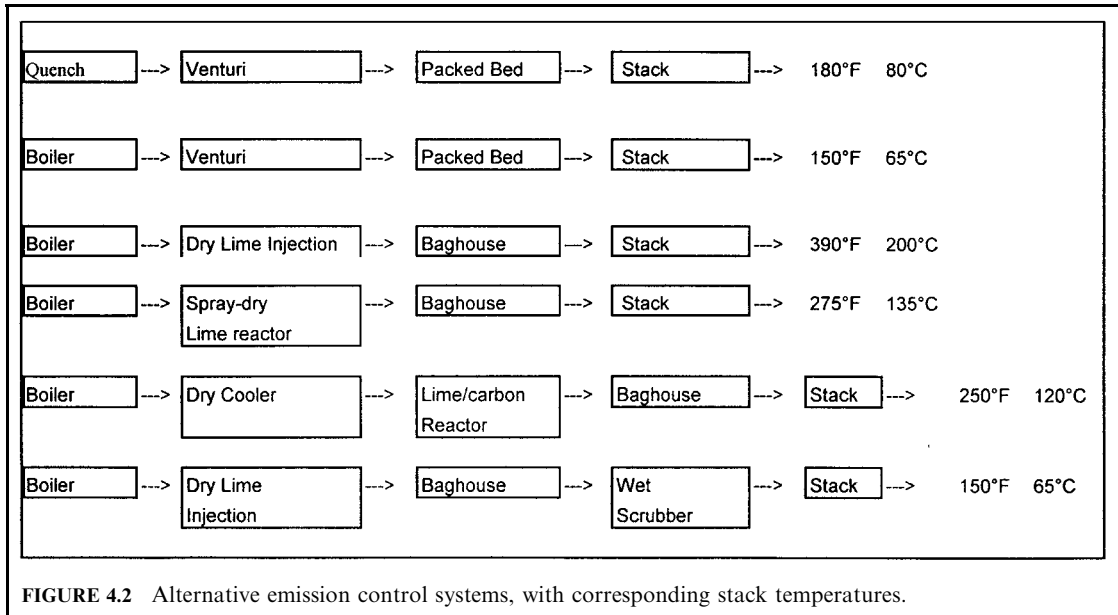 Quench ---> Venturi ---> Packed Bed ---> Stack ---> 180°F 80°C
Boiler ---> Venturi ---> Packed Bed ---> Stack ---> 150°F 65°C
Boiler ---> Dry Lime Injection ---> Baghouse ---> Stack ---> 390°F 200°C
Boiler ---> Spray-dry ---> Baghouse ---> Stack ---> 275°F 135°C
Lime reactor
Boiler ---> Dry Cooler ---> Lime/carbon ---> Baghouse ---> Stack ---> 250°F 120°C
Reactor
Boiler ---> Dry Lime ---> Baghouse ---> Wet ---> Stack ---> 150°F 65°C
Injection Scrubber
FIGURE 4.2 Alternative emission control systems, with corresponding stack temperatures.